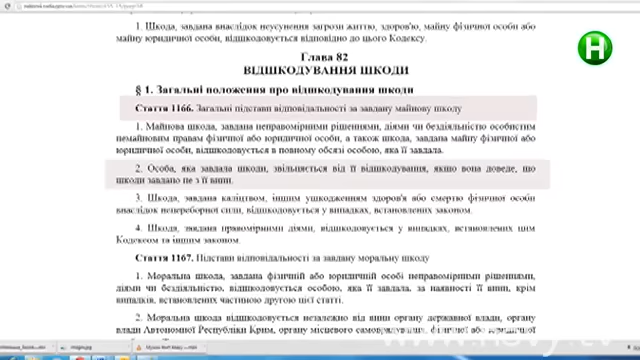 1. Шкода, завдана внаслідок неусунення загрози життю, здоров'ю, майну фізичної особи або
майну юридичної особи, відшкодовується відповідно до цього Кодексу.
Н
Глава 82
ВІДШКОДУВАННЯ ШКОДИ
§ 1. Загальні положення про відшкодування шкоди
Стаття 1166. Загальні підстави відповідальності за завдану майнову шкоду
1. Майнова шкода, завдана неправомірними рішеннями, діями чи бездіяльністю особистим
немайновим правам фізичної або юридичної особи, а також шкода, завдана майну фізичної або
юридичної особи, відшкодовується в повному обсязі особою, яка її завдала.
2. Особа, яка завдала шкоди, звільняється від її відшкодування, якщо вона доведе, що
шкоди завдано не з її вини.
3. Шкода, завдана каліцтвом, іншим ушкодженням здоров'я або смертю фізичної особи
внаслідок непереборної сили, відшкодовується у випадках, встановлених законом.
4. Шкода, завдана правомірними діями, відшкодовується у випадках, встановлених цим
Кодексом та іншим законом.
Стаття 1167. Підстави відповідальності за завдану моральну шкоду
1. Моральна шкода, завдана фізичній або юридичній особі неправомірними рішеннями,
діями чи бездіяльністю, відшкодовується особою, яка її завдала, за наявності її вини, крім
випадків, встановлених частиною другою цієї статті.
2. Моральна шкода відшкодовується незалежно від вини органу державної влади, органу
влади Автономної Республіки Крим, органу місцевого самоврядування, фізичної або юридичної